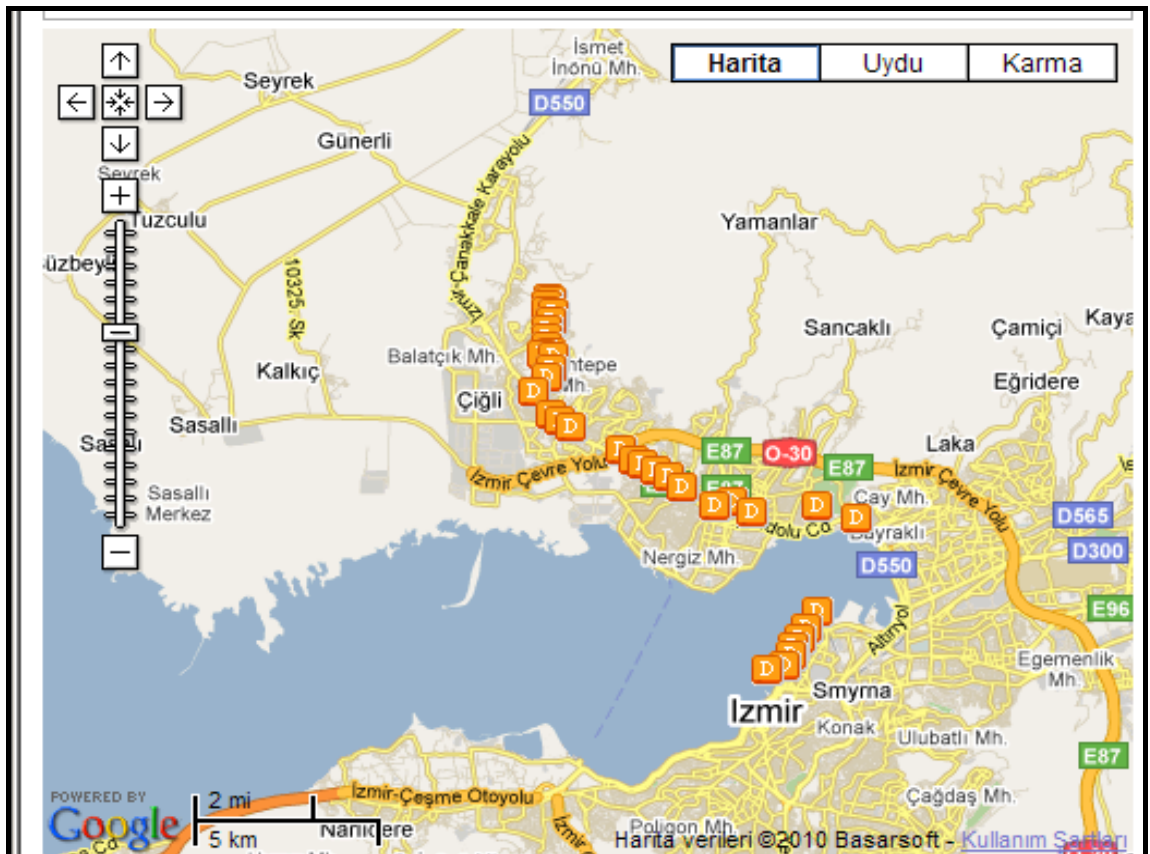 İsmet
İnönü Mh.
Harita
Uydu
Karma
Seyrek
D550
Günerli
Seyrek
Tuzculu
İzmir-Çanakkale Karayolu
Yamanlar
10325. Sk
Sancaklı
Çamiçi
Balatçık Mh.
Kalkıç
Mh.
Eğridere
Çiğli
Sasallı
Laka
E87
O-30
E87
İzmir Çevre Yolu
İzmir Çevre Yolu
Sasallı
Merkez
Çay Mh.
D565
D
D
D
D
D
D
D
D
Nergiz Mh.
D550
D300
E96
D
D
Altınyol
Egemenlik
Mh.
Smyrna
Izmir
Konak
Ulubatlı Mh.
E87
POWERED BY
Google
2 mi
5 km
İzmir-Çeşme Otoyolu
Çağdaş Mh.
Poligon Mh.
Harita verileri ©2010 Basarsoft - Kullanım Şartları